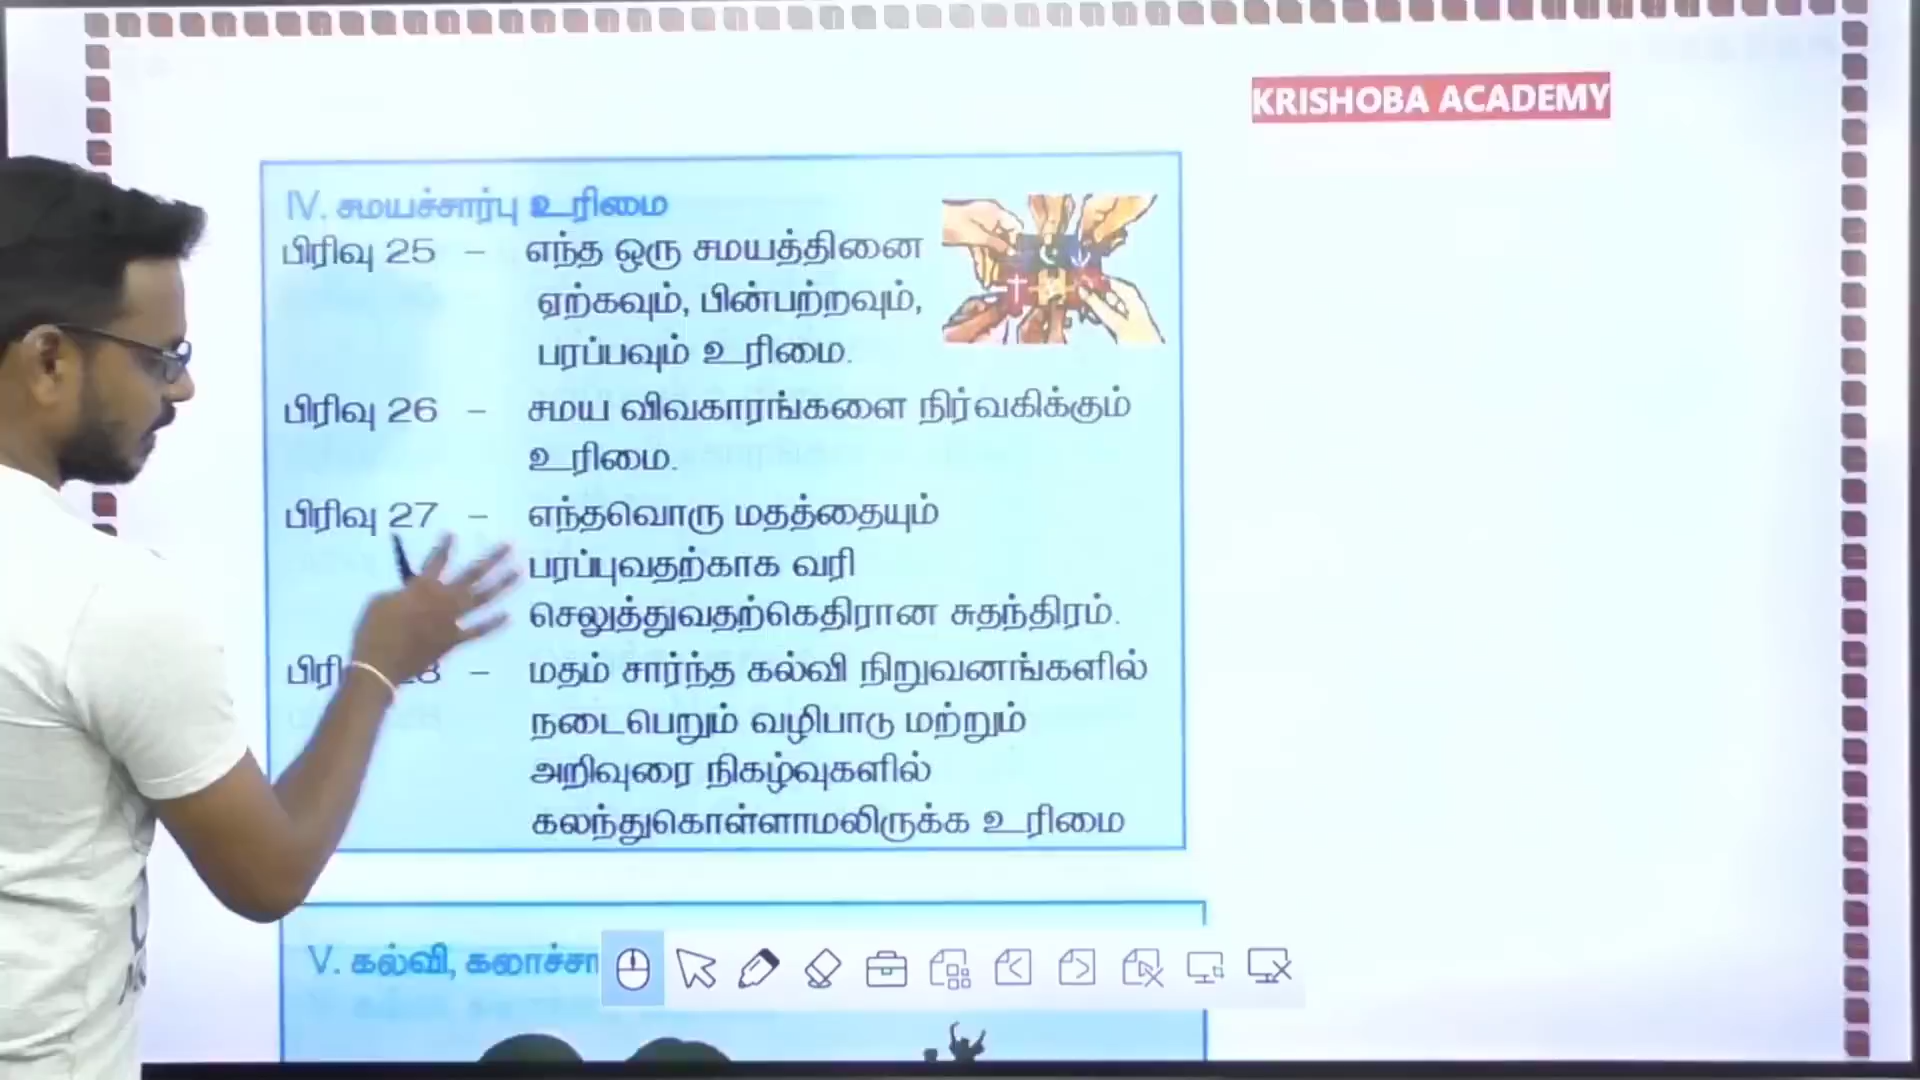 KRISHOBA ACADEMY
IV. சமயச்சார்பு உரிமை
பிரிவு 25 – எந்த ஒரு சமயத்தினை
ஏற்கவும், பின்பற்றவும்,
பரப்பவும் உரிமை.
பிரிவு 26 – சமய விவகாரங்களை நிர்வகிக்கும்
உரிமை.
பிரிவு 27 – எந்தவொரு மதத்தையும்
பரப்புவதற்காக வரி
செலுத்துவதற்கெதிரான சுதந்திரம்.
– மதம் சார்ந்த கல்வி நிறுவனங்களில்
நடைபெறும் வழிபாடு மற்றும்
அறிவுரை நிகழ்வுகளில்
கலந்துகொள்ளாமலிருக்க உரிமை
V. கல்வி,